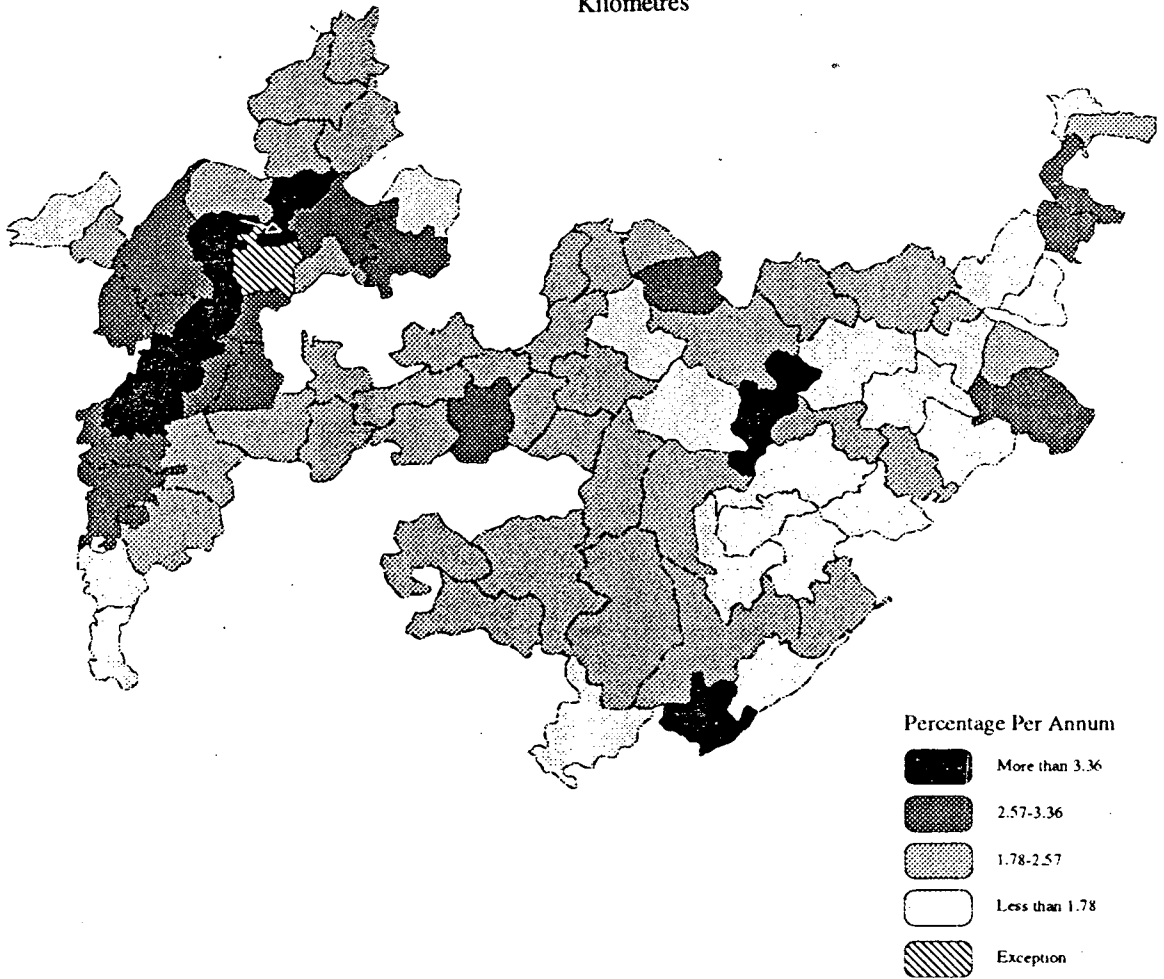 Kilometres
Percentage Per Annum
More than 3.36
2.57-3.36
1.78-2.57
Less than 1.78
Exception